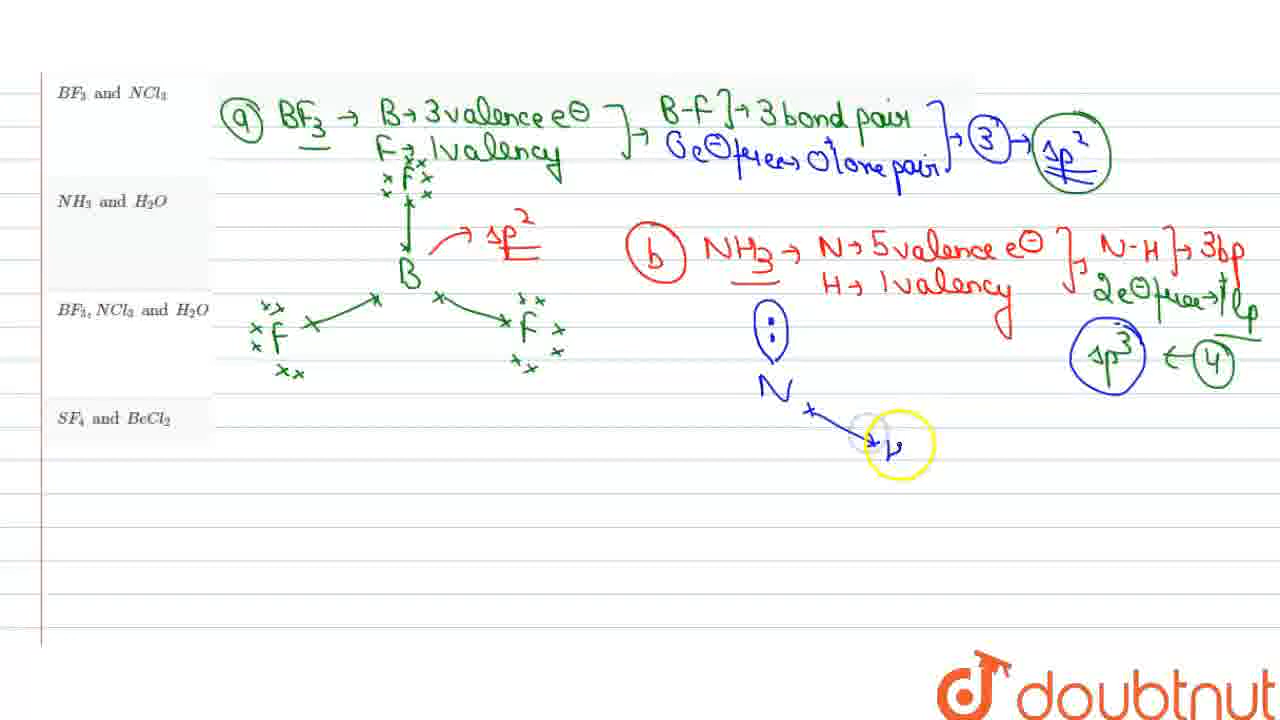 BF₃ and NCl₃
NH₃ and H₂O
BF₃, NCl₃ and H₂O
SF₄ and BeCl₂
a BF₃ → B → 3 valence e⊖ ] → B-F ] → 3 bond pair ] → 3 → sp²
F → 1 valency 0 e⊖ free → 0 lone pair
F
B → sp²
F F
b NH₃ → N → 5 valence e⊖ ] → N-H ] → 3bp
H → 1 valency 2e⊖ free → 1 lp
sp³ ← 4
N
doubtnut